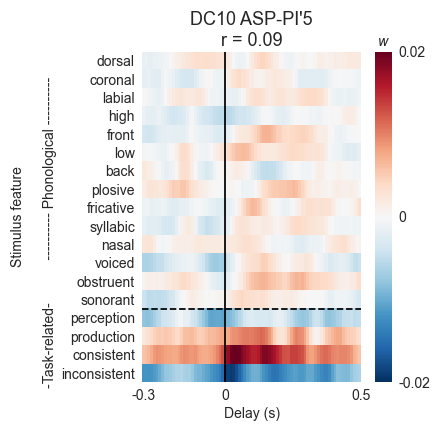 DC10 ASP-PI'5
r = 0.09
w
dorsal
coronal
labial
high
front
low
back
plosive
fricative
syllabic
nasal
voiced
obstruent
sonorant
perception
production
consistent
inconsistent
Stimulus feature
---------- Phonological ----------
-Task-related-
0.02
0
-0.02
-0.3 0 0.5
Delay (s)